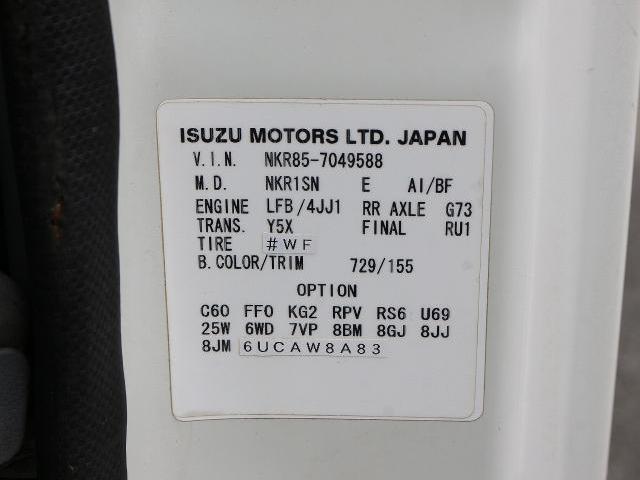 ISUZU MOTORS LTD. JAPAN
V.I.N. NKR85-7049588
M.D. NKR1SN E AI/BF
ENGINE LFB/4JJ1 RR AXLE G73
TRANS. Y5X FINAL RU1
TIRE #WF
B.COLOR/TRIM 729/155
OPTION
C60 FF0 KG2 RPV RS6 U69
25W 6WD 7VP 8BM 8GJ 8JJ
8JM 6UCAW8A83